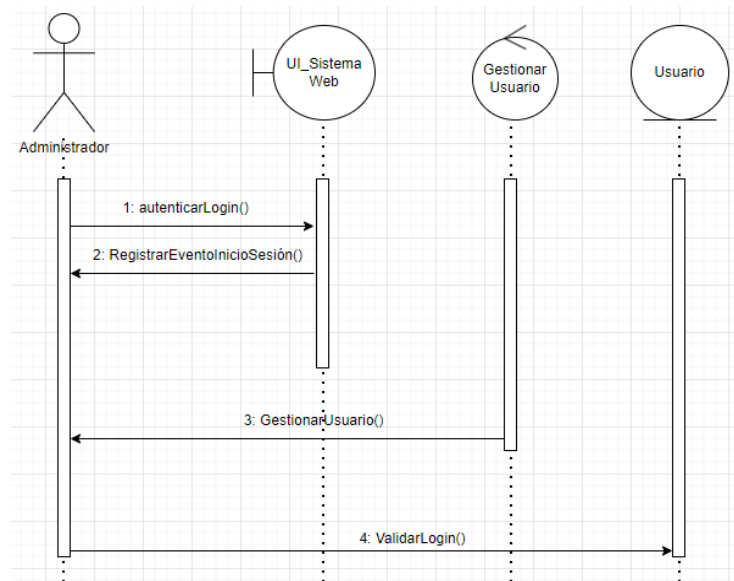 UI_Sistema
Web
Gestionar
Usuario
Usuario
Administrador
1: autenticarLogin()
2: RegistrarEventoInicioSesión()
3: GestionarUsuario()
4: ValidarLogin()